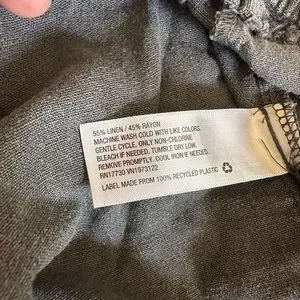 55% LINEN / 45% RAYON
MACHINE WASH COLD WITH LIKE COLORS,
GENTLE CYCLE, ONLY NON-CHLORINE
BLEACH IF NEEDED. TUMBLE DRY LOW.
REMOVE PROMPTLY. COOL IRON IF NEEDED.
RN17730 VN1973122
LABEL MADE FROM 100% RECYCLED PLASTIC